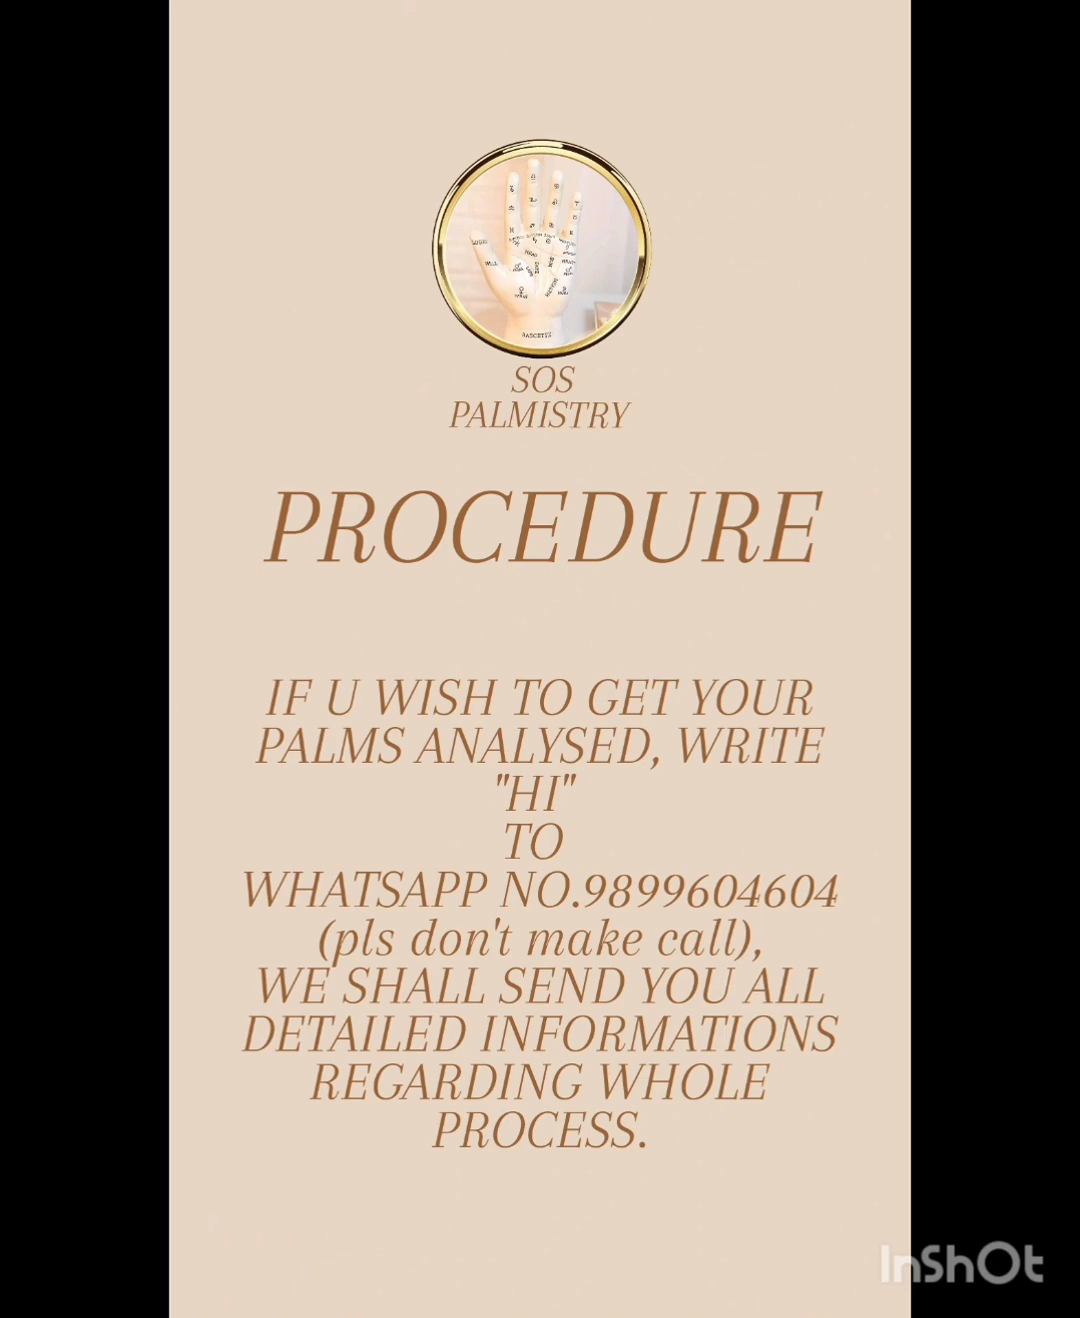 SOS
PALMISTRY
PROCEDURE
IF U WISH TO GET YOUR
PALMS ANALYSED, WRITE
"HI"
TO
WHATSAPP NO.9899604604
(pls don't make call),
WE SHALL SEND YOU ALL
DETAILED INFORMATIONS
REGARDING WHOLE
PROCESS.
InShOt